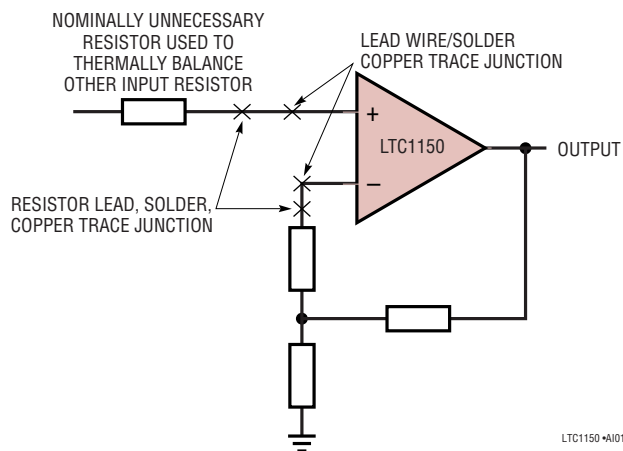 NOMINALLY UNNECESSARY
RESISTOR USED TO
THERMALLY BALANCE
OTHER INPUT RESISTOR
LEAD WIRE/SOLDER
COPPER TRACE JUNCTION
+
LTC1150
–
OUTPUT
RESISTOR LEAD, SOLDER,
COPPER TRACE JUNCTION
LTC1150 •AI01